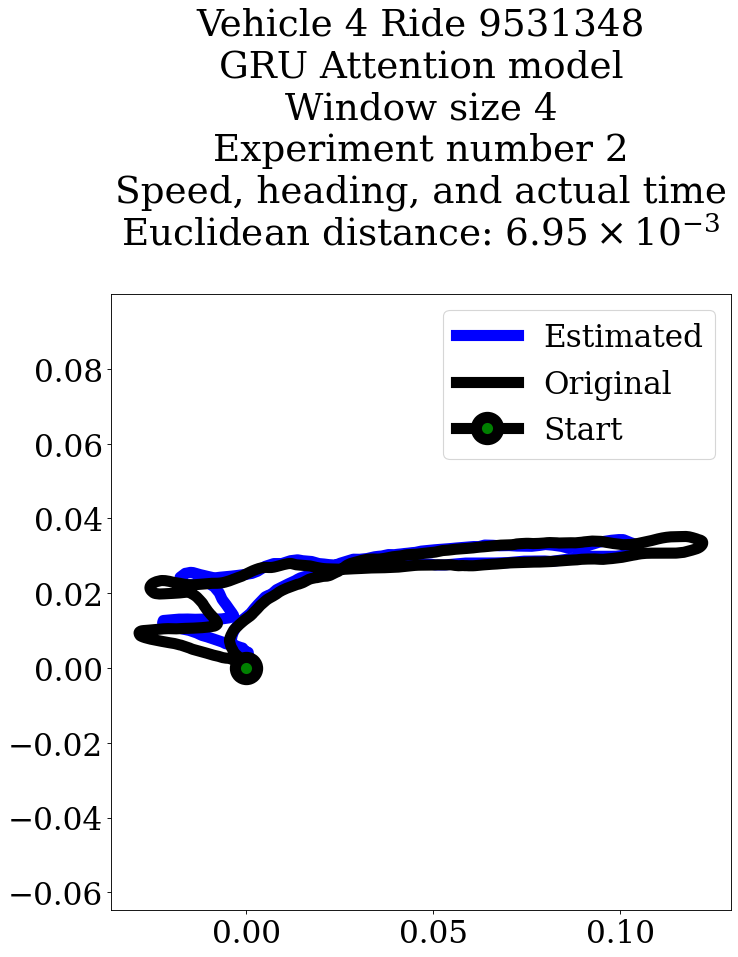 Vehicle 4 Ride 9531348
GRU Attention model
Window size 4
Experiment number 2
Speed, heading, and actual time
Euclidean distance: 6.95 × 10⁻³
Estimated
Original
Start
0.08
0.06
0.04
0.02
0.00
−0.02
−0.04
−0.06
0.00 0.05 0.10